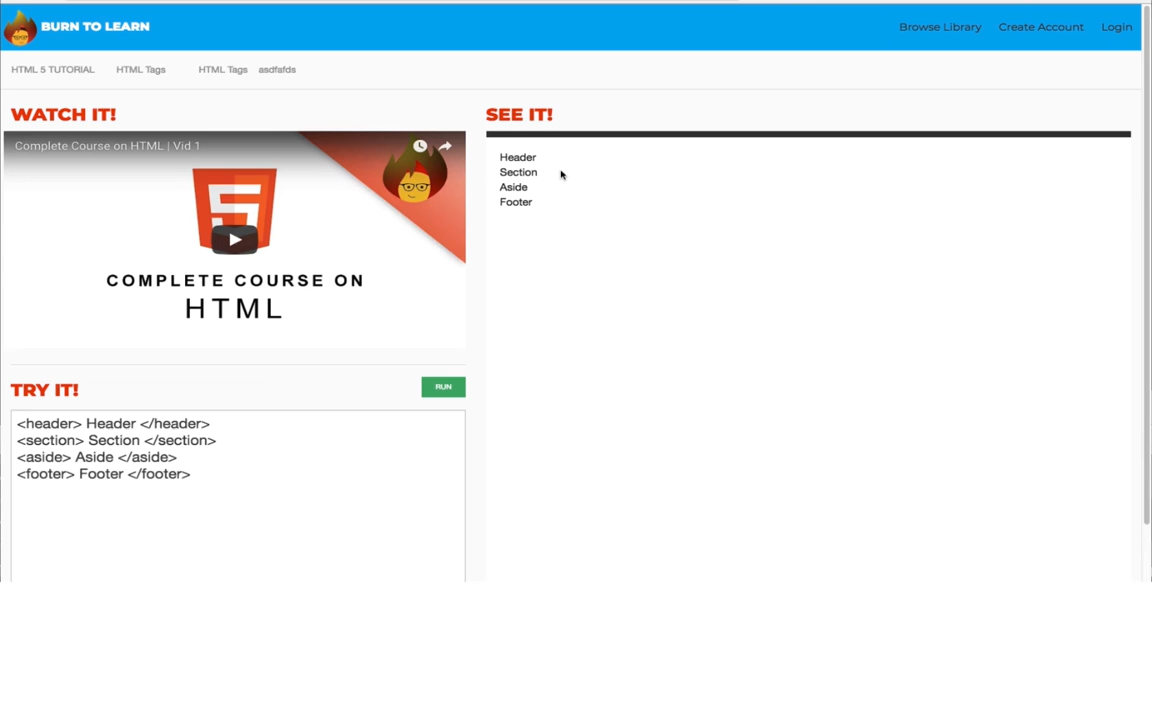 BURN TO LEARN
Browse Library Create Account Login
HTML 5 TUTORIAL HTML Tags HTML Tags asdfafds
WATCH IT!
Complete Course on HTML | Vid 1
5
COMPLETE COURSE ON
HTML
TRY IT!
RUN
<header> Header </header>
<section> Section </section>
<aside> Aside </aside>
<footer> Footer </footer>
SEE IT!
Header
Section
Aside
Footer